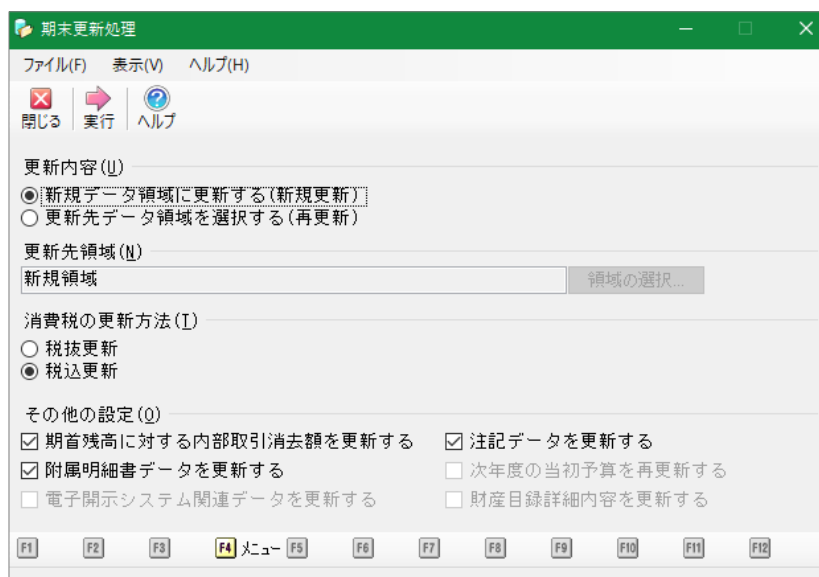 期末更新処理
ファイル(F) 表示(V) ヘルプ(H)
閉じる 実行 ヘルプ
更新内容(U)
新規データ領域に更新する(新規更新)
更新先データ領域を選択する(再更新)
更新先領域(N)
新規領域 領域の選択...
消費税の更新方法(T)
税抜更新
税込更新
その他の設定(O)
期首残高に対する内部取引消去額を更新する 注記データを更新する
附属明細書データを更新する 次年度の当初予算を再更新する
電子開示システム関連データを更新する 財産目録詳細内容を更新する
F1 F2 F3 F4 メニュー F5 F6 F7 F8 F9 F10 F11 F12